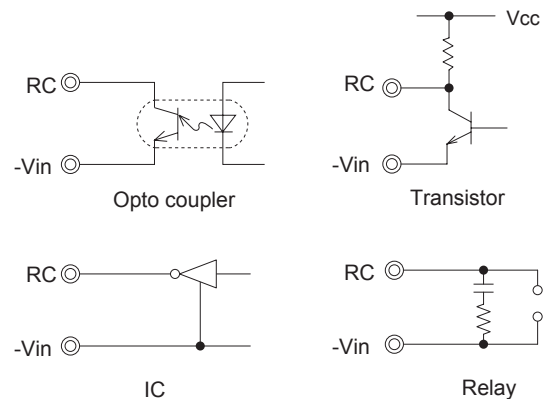 RC
-Vin
Opto coupler
Vcc
RC
-Vin
Transistor
RC
-Vin
IC
RC
-Vin
Relay